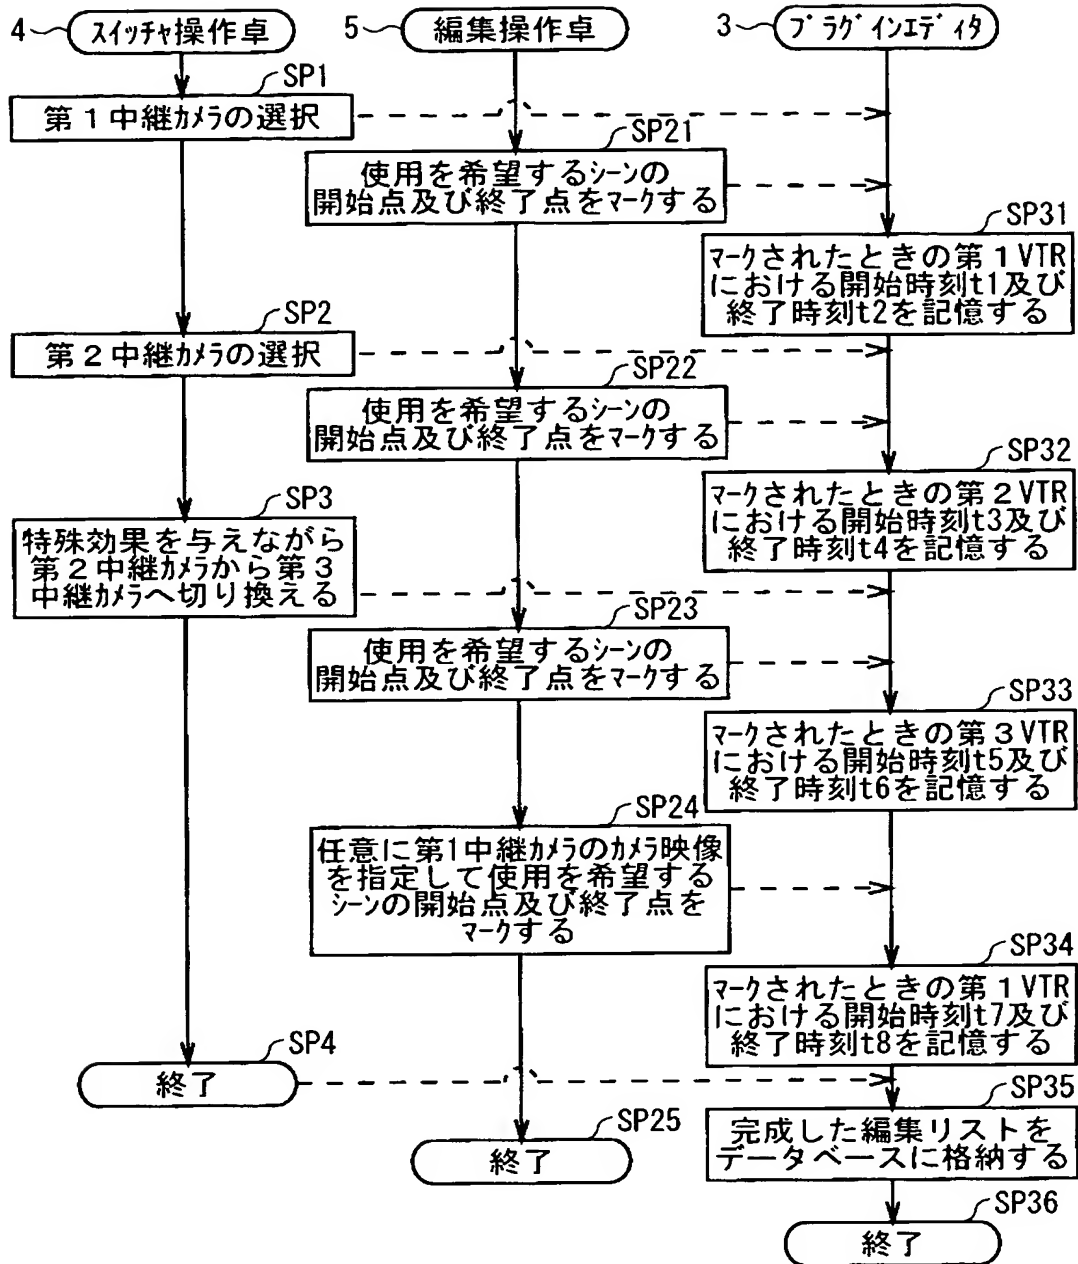 4
スイッチャ操作卓
SP1
第1中継カメラの選択
SP2
第2中継カメラの選択
SP3
特殊効果を与えながら
第2中継カメラから第3
中継カメラへ切り換える
SP4
終了
5
編集操作卓
SP21
使用を希望するシーンの
開始点及び終了点をマークする
SP22
使用を希望するシーンの
開始点及び終了点をマークする
SP23
使用を希望するシーンの
開始点及び終了点をマークする
SP24
任意に第1中継カメラのカメラ映像
を指定して使用を希望する
シーンの開始点及び終了点を
マークする
SP25
終了
3
プラグインエディタ
SP31
マークされたときの第1VTR
における開始時刻t1及び
終了時刻t2を記憶する
SP32
マークされたときの第2VTR
における開始時刻t3及び
終了時刻t4を記憶する
SP33
マークされたときの第3VTR
における開始時刻t5及び
終了時刻t6を記憶する
SP34
マークされたときの第1VTR
における開始時刻t7及び
終了時刻t8を記憶する
SP35
完成した編集リストを
データベースに格納する
SP36
終了